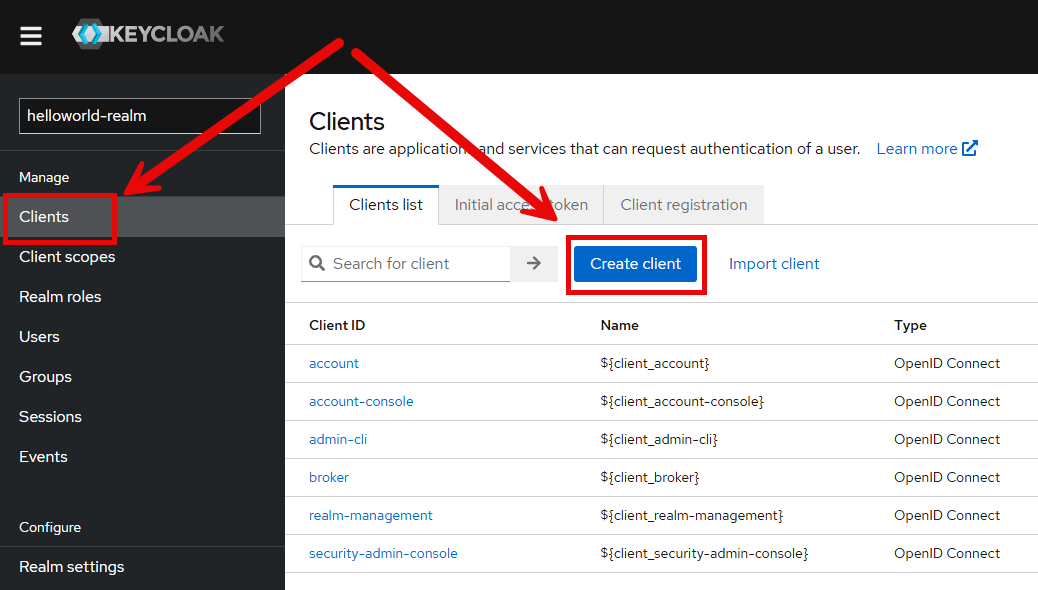 KEYCLOAK
helloworld-realm
Manage
Clients
Client scopes
Realm roles
Users
Groups
Sessions
Events
Configure
Realm settings
Clients
Clients are applications and services that can request authentication of a user. Learn more
Clients list Initial access token Client registration
Search for client Create client Import client
Client ID Name Type
account ${client_account} OpenID Connect
account-console ${client_account-console} OpenID Connect
admin-cli ${client_admin-cli} OpenID Connect
broker ${client_broker} OpenID Connect
realm-management ${client_realm-management} OpenID Connect
security-admin-console ${client_security-admin-console} OpenID Connect